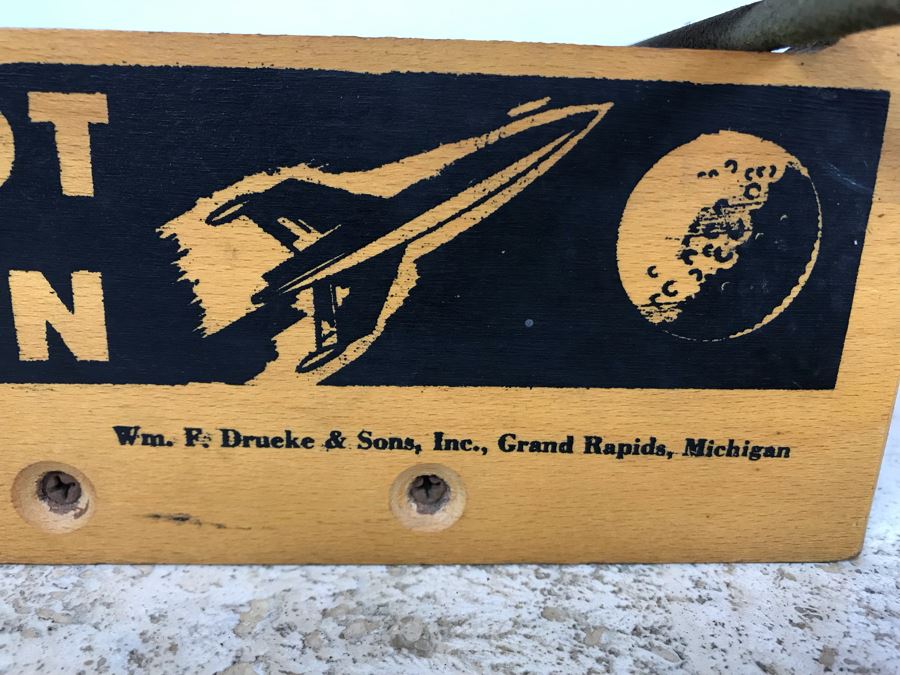 OT
N
Wm. F. Drueke & Sons, Inc., Grand Rapids, Michigan